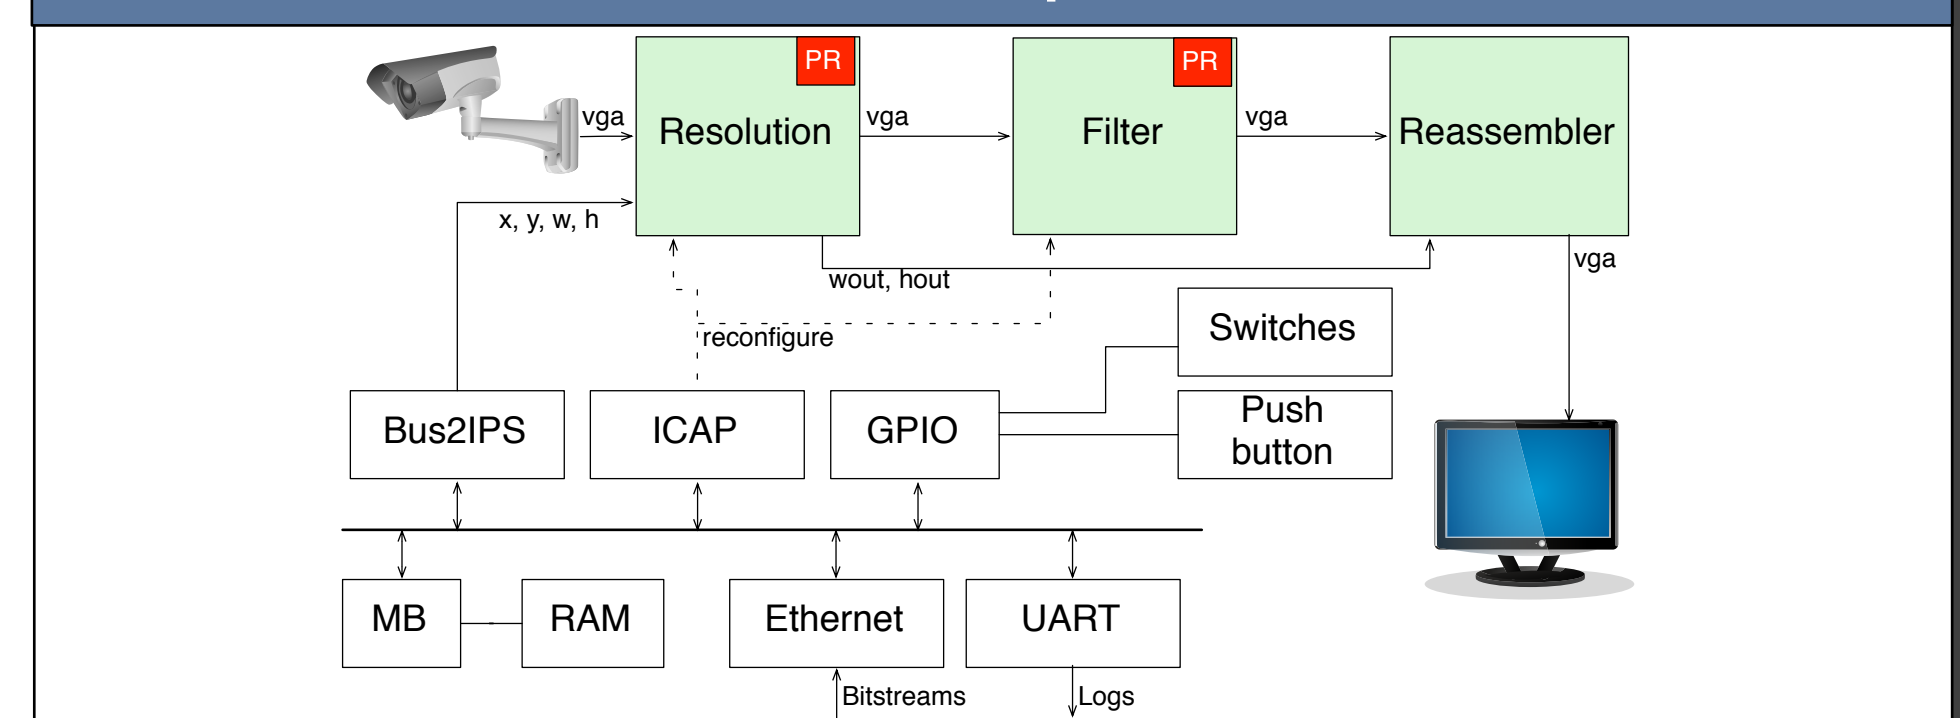 PR
PR
vga
Resolution
vga
Filter
vga
Reassembler
x, y, w, h
wout, hout
vga
reconfigure
Switches
Bus2IPS
ICAP
GPIO
Push
button
MB
RAM
Ethernet
UART
Bitstreams
Logs